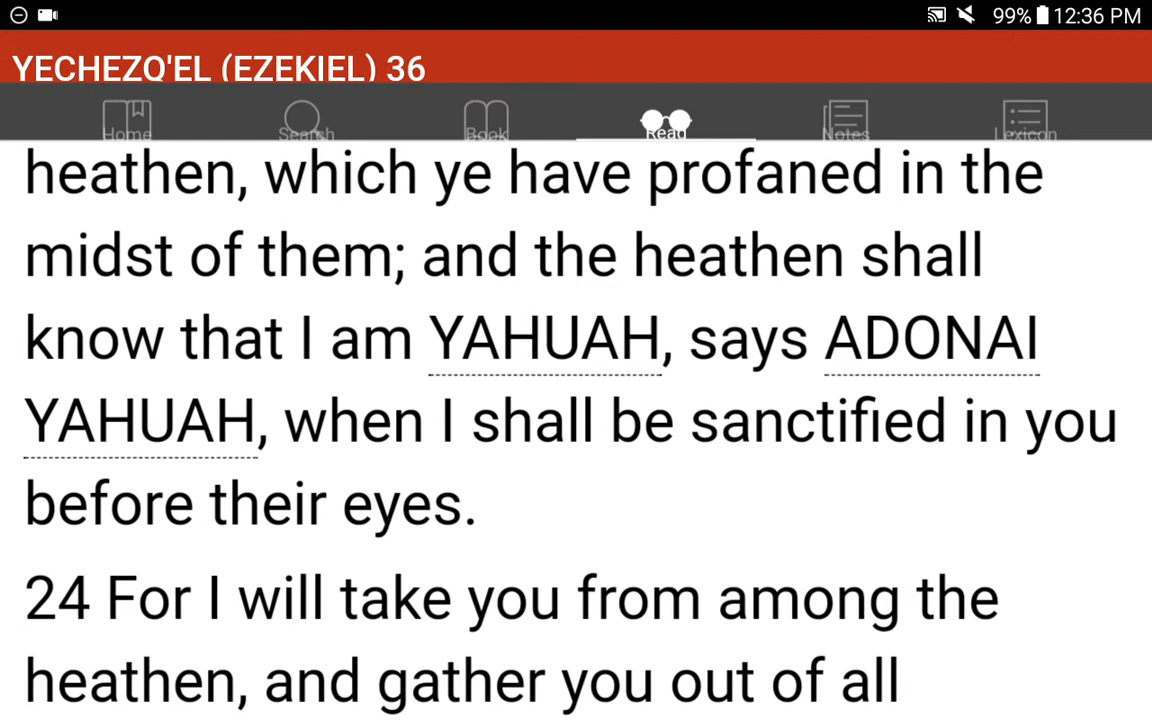 99% 12:36 PM
YECHEZQ'EL (EZEKIEL) 36
Home Search Book Read Notes Lexicon
heathen, which ye have profaned in the
midst of them; and the heathen shall
know that I am YAHUAH, says ADONAI
YAHUAH, when I shall be sanctified in you
before their eyes.
24 For I will take you from among the
heathen, and gather you out of all